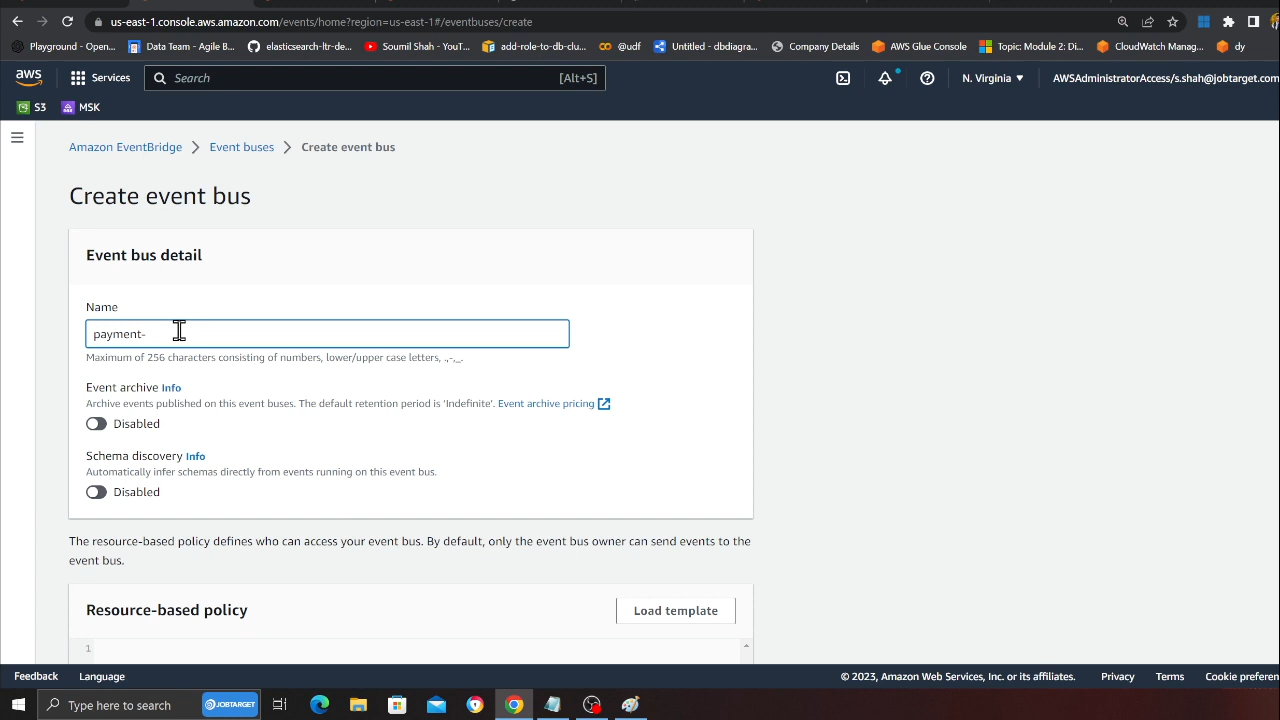 us-east-1.console.aws.amazon.com/events/home?region=us-east-1#/eventbuses/create
Playground - Open... Data Team - Agile B... elasticsearch-ltr-de... Soumil Shah - YouT... add-role-to-db-clu... @udf Untitled - dbdiagra... Company Details AWS Glue Console Topic: Module 2: Di... CloudWatch Manag... dy
aws Services Search [Alt+S] N. Virginia AWSAdministratorAccess/s.shah@jobtarget.com
S3 MSK
Amazon EventBridge Event buses Create event bus
Create event bus
Event bus detail
Name
payment-
Maximum of 256 characters consisting of numbers, lower/upper case letters, .,-,_.
Event archive Info
Archive events published on this event buses. The default retention period is 'Indefinite'. Event archive pricing
Disabled
Schema discovery Info
Automatically infer schemas directly from events running on this event bus.
Disabled
The resource-based policy defines who can access your event bus. By default, only the event bus owner can send events to the
event bus.
Resource-based policy Load template
1
Feedback Language © 2023, Amazon Web Services, Inc. or its affiliates. Privacy Terms Cookie preferen
Type here to search JOBTARGET